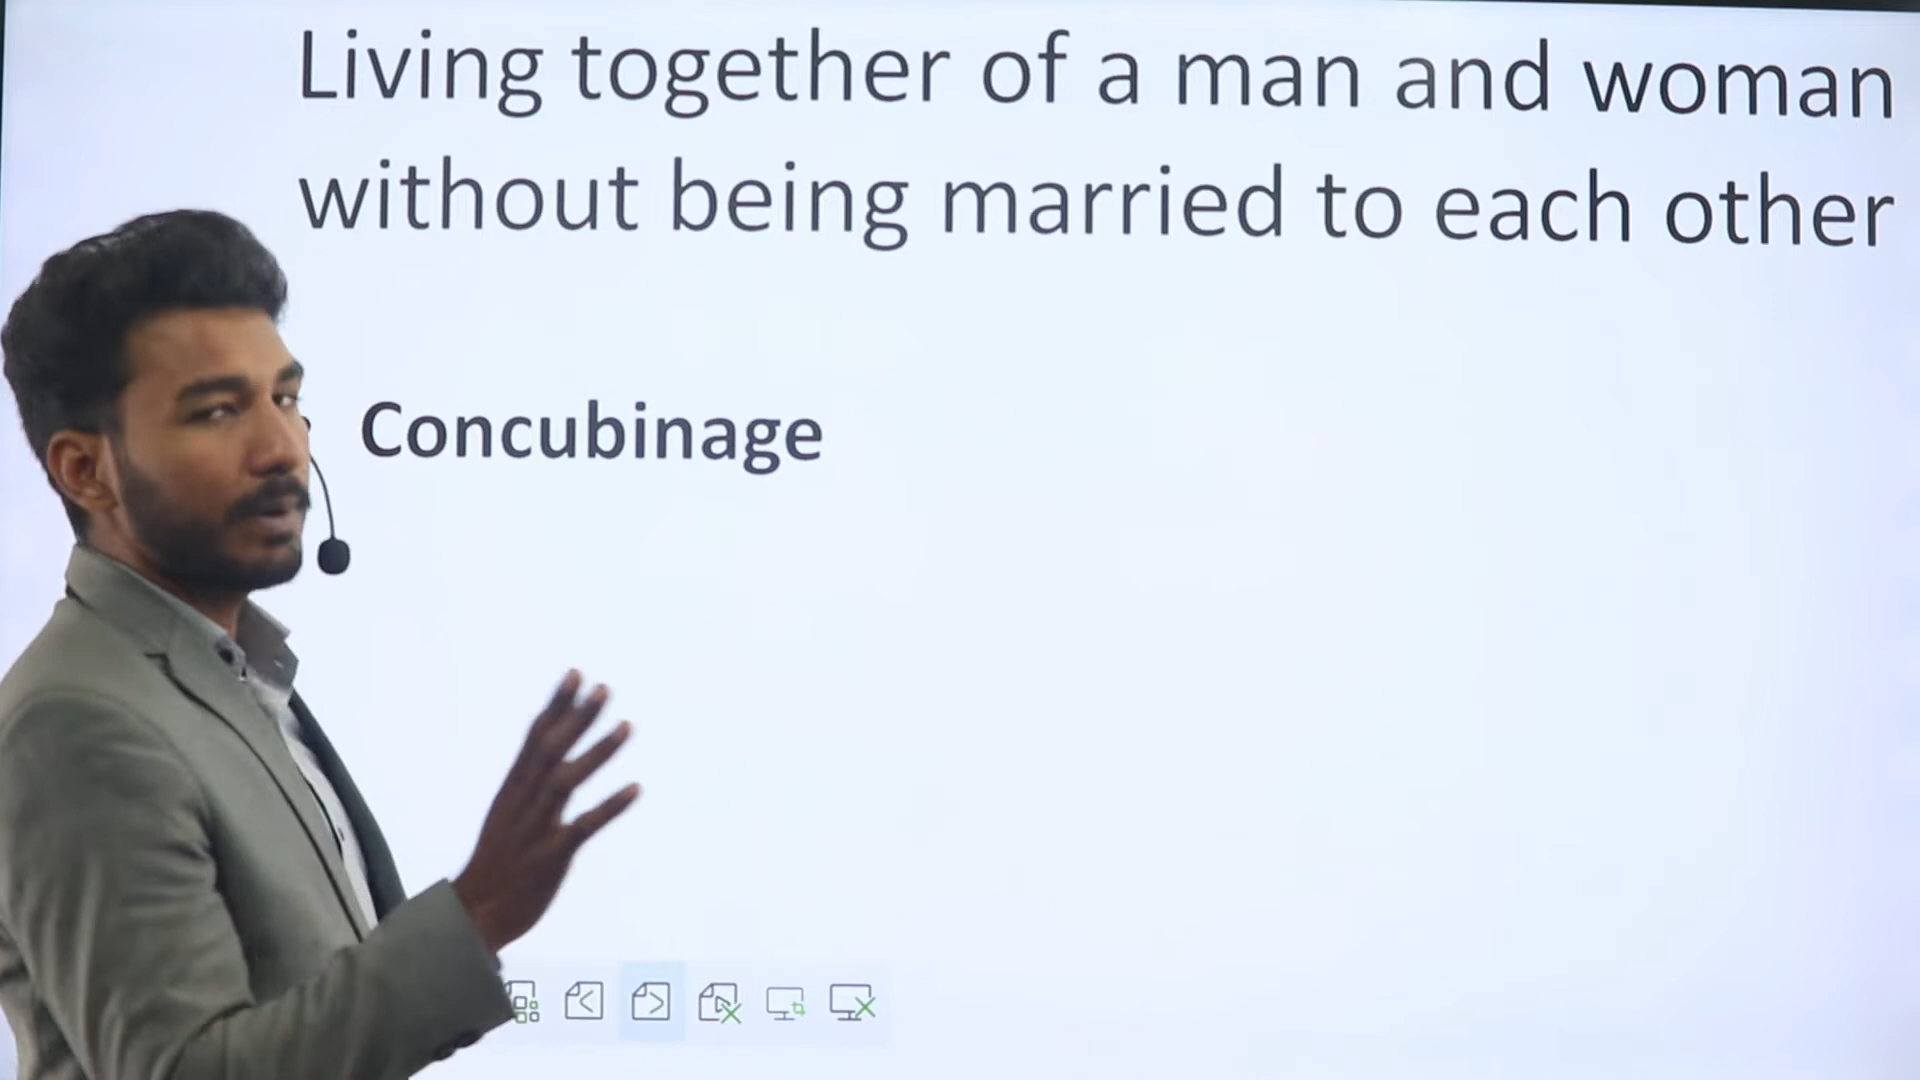 Living together of a man and woman
without being married to each other
Concubinage